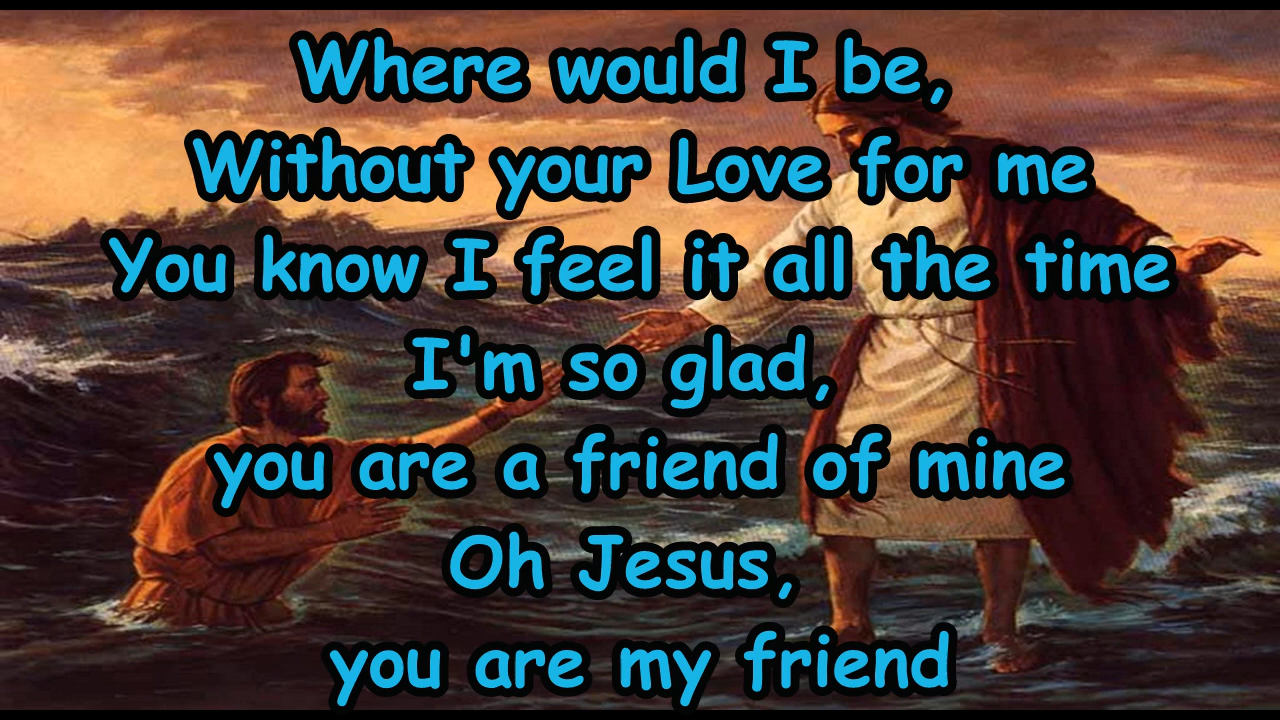 Where would I be,
Without your Love for me
You know I feel it all the time
I'm so glad,
you are a friend of mine
Oh Jesus,
you are my friend